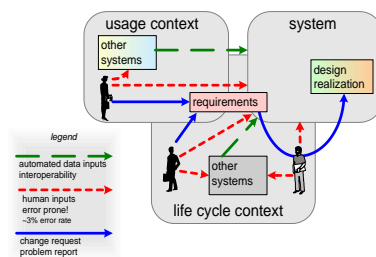 usage context
system
other
systems
design
realization
requirements
legend
automated data inputs
interoperability
other
systems
human inputs
error prone!
~3% error rate
life cycle context
change request
problem report